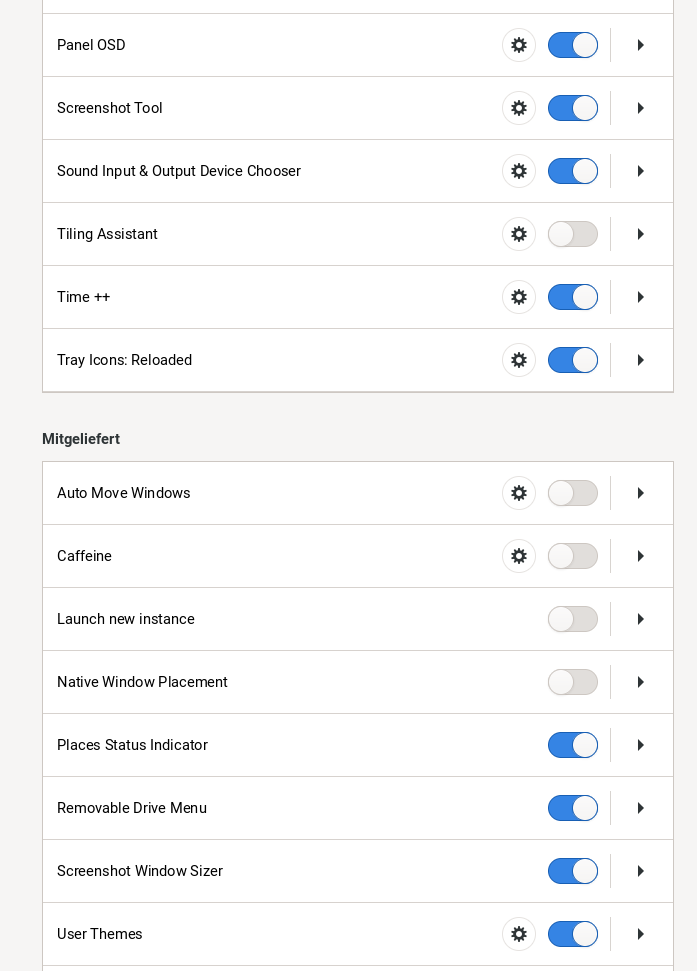 Panel OSD
Screenshot Tool
Sound Input & Output Device Chooser
Tiling Assistant
Time ++
Tray Icons: Reloaded
Mitgeliefert
Auto Move Windows
Caffeine
Launch new instance
Native Window Placement
Places Status Indicator
Removable Drive Menu
Screenshot Window Sizer
User Themes